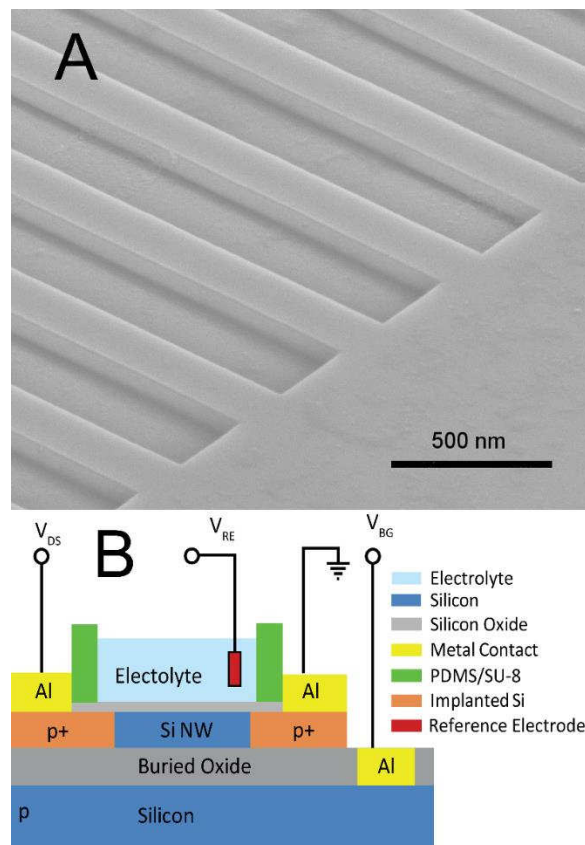 A
500 nm
B
V_DS
V_RE
V_BG
Electrolyte
Silicon
Silicon Oxide
Metal Contact
PDMS/SU-8
Implanted Si
Reference Electrode
Al
Electolyte
Al
p+
Si NW
p+
Buried Oxide
Al
p
Silicon